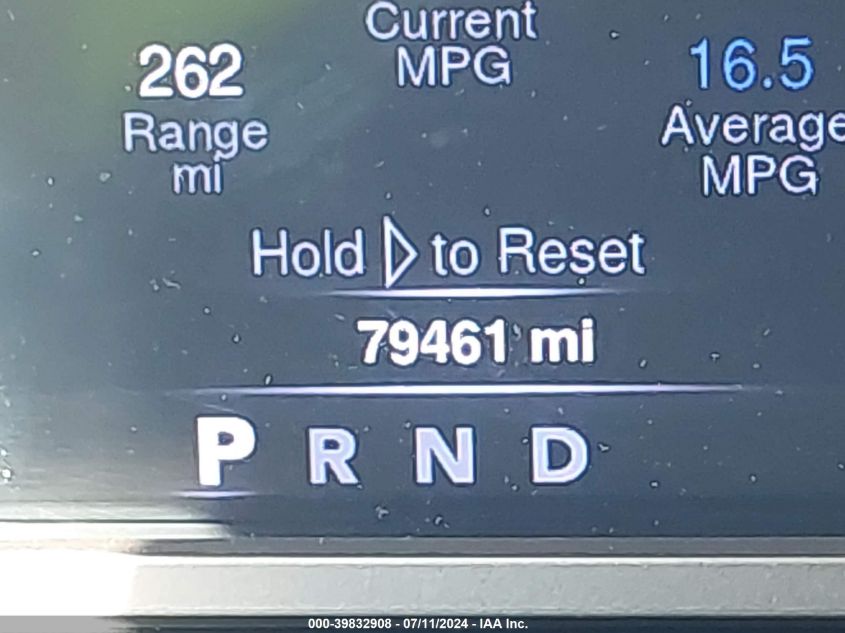 Current
MPG
262
Range
mi
16.5
Average
MPG
Hold ▷ to Reset
79461 mi
P R N D
000-39832908 - 07/11/2024 - IAA Inc.